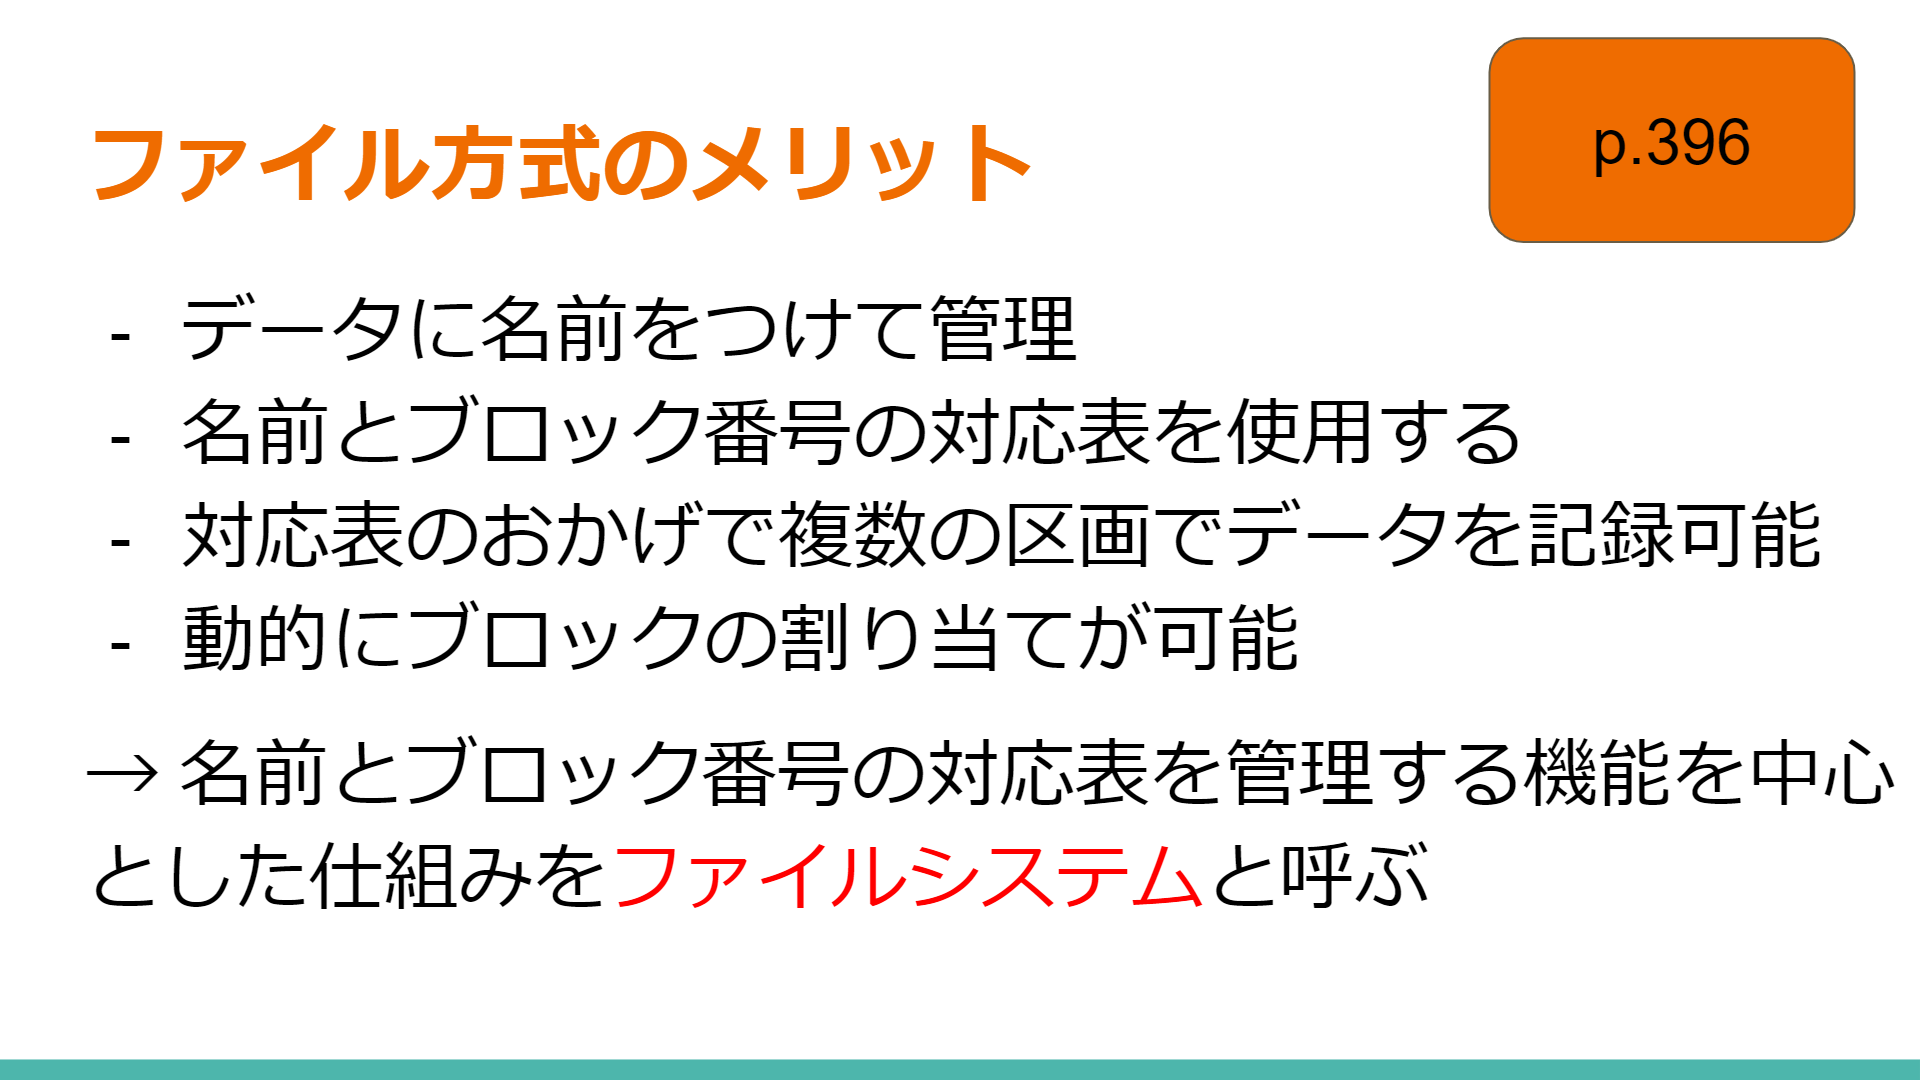 ファイル方式のメリット
p.396
- データに名前をつけて管理
- 名前とブロック番号の対応表を使用する
- 対応表のおかげで複数の区画でデータを記録可能
- 動的にブロックの割り当てが可能
→ 名前とブロック番号の対応表を管理する機能を中心
とした仕組みをファイルシステムと呼ぶ